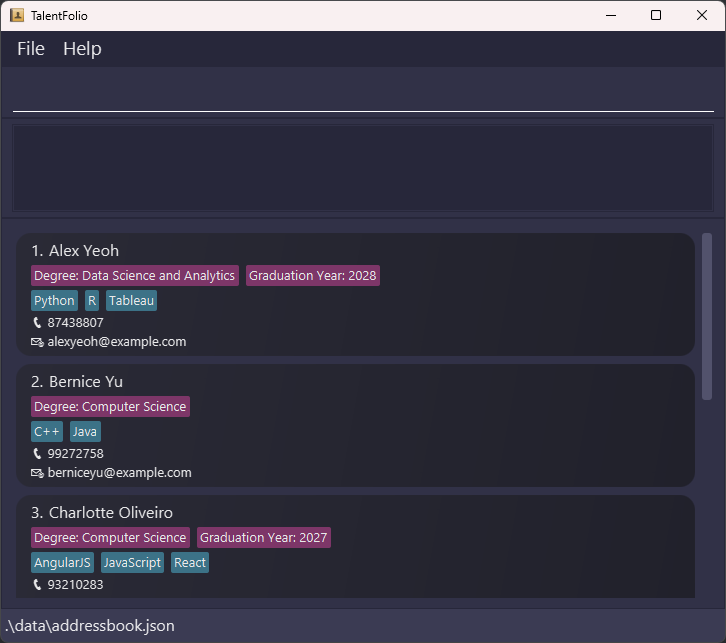 TalentFolio
File Help
1. Alex Yeoh
Degree: Data Science and Analytics Graduation Year: 2028
Python R Tableau
87438807
alexyeoh@example.com
2. Bernice Yu
Degree: Computer Science
C++ Java
99272758
berniceyu@example.com
3. Charlotte Oliveiro
Degree: Computer Science Graduation Year: 2027
AngularJS JavaScript React
93210283
.\data\addressbook.json